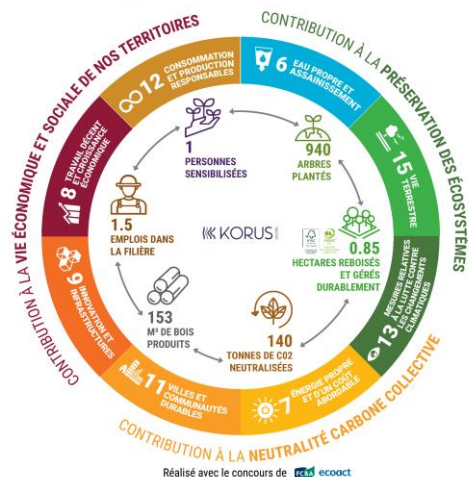 CONTRIBUTION À LA VIE ÉCONOMIQUE ET SOCIALE DE NOS TERRITOIRES
CONTRIBUTION À LA PRÉSERVATION DES ÉCOSYSTÈMES
CONTRIBUTION À LA NEUTRALITÉ CARBONE COLLECTIVE
12 CONSOMMATION
ET PRODUCTION
RESPONSABLES
6 EAU PROPRE ET
ASSAINISSEMENT
15 VIE
TERRESTRE
13 MESURES RELATIVES
À LA LUTTE CONTRE
LES CHANGEMENTS
CLIMATIQUES
7 ÉNERGIE PROPRE
ET D'UN COÛT
ABORDABLE
11 VILLES ET
COMMUNAUTÉS
DURABLES
9 INNOVATION ET
INFRASTRUCTURES
8 TRAVAIL DÉCENT
ET CROISSANCE
ÉCONOMIQUE
1
PERSONNES
SENSIBILISÉES
940
ARBRES
PLANTÉS
0.85
HECTARES REBOISÉS
ET GÉRÉS
DURABLEMENT
140
TONNES DE CO2
NEUTRALISÉES
153
M³ DE BOIS
PRODUITS
1.5
EMPLOIS DANS
LA FILIÈRE
KORUS
FSC
PEFC
Réalisé avec le concours de FCBA ecoact